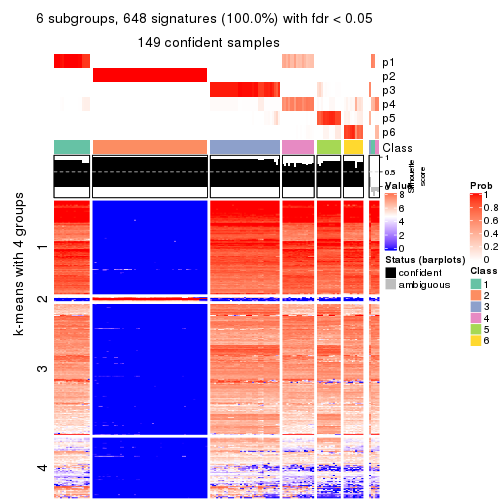 6 subgroups, 648 signatures (100.0%) with fdr < 0.05
149 confident samples
p1
p2
p3
p4
p5
p6
Class
1
0.5
0
Silhouette
score
k-means with 4 groups
1
2
3
4
Value
8
6
4
2
0
Status (barplots)
confident
ambiguous
Prob
1
0.8
0.6
0.4
0.2
0
Class
1
2
3
4
5
6